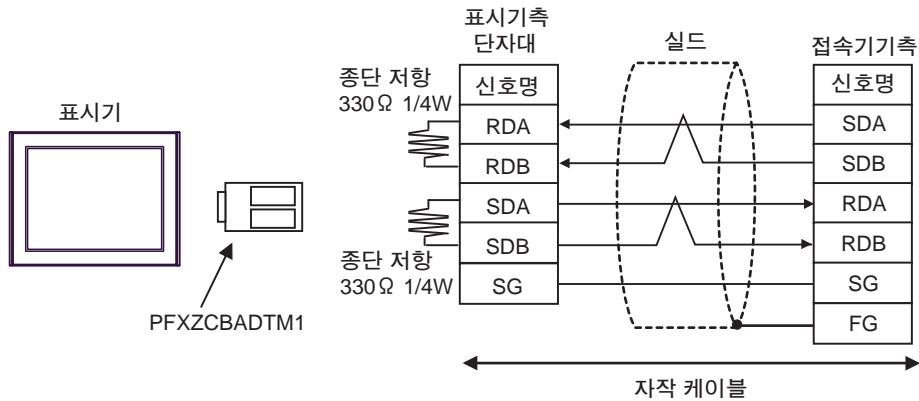 표시기
PFXZCBADTM1
종단 저항
330Ω 1/4W
종단 저항
330Ω 1/4W
표시기측
단자대
신호명
RDA
RDB
SDA
SDB
SG
실드
접속기기측
신호명
SDA
SDB
RDA
RDB
SG
FG
자작 케이블